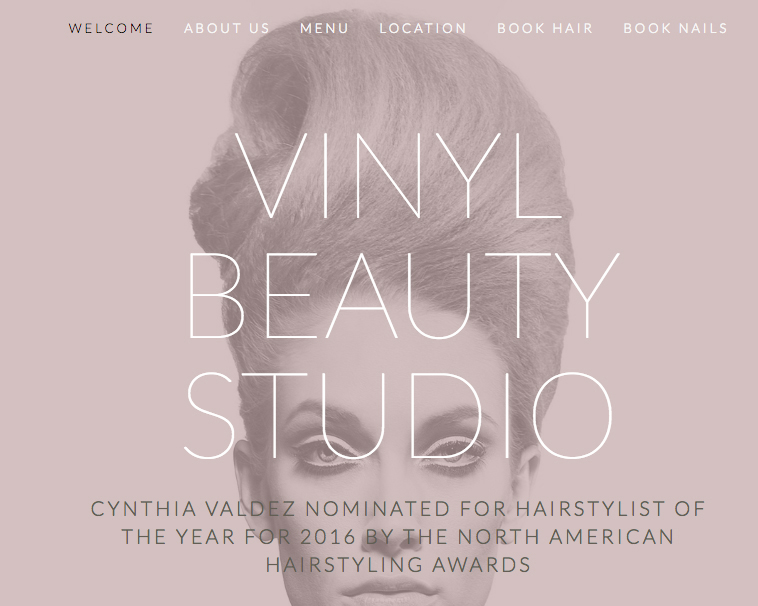 WELCOME ABOUT US MENU LOCATION BOOK HAIR BOOK NAILS
VINYL
BEAUTY
STUDIO
CYNTHIA VALDEZ NOMINATED FOR HAIRSTYLIST OF
THE YEAR FOR 2016 BY THE NORTH AMERICAN
HAIRSTYLING AWARDS